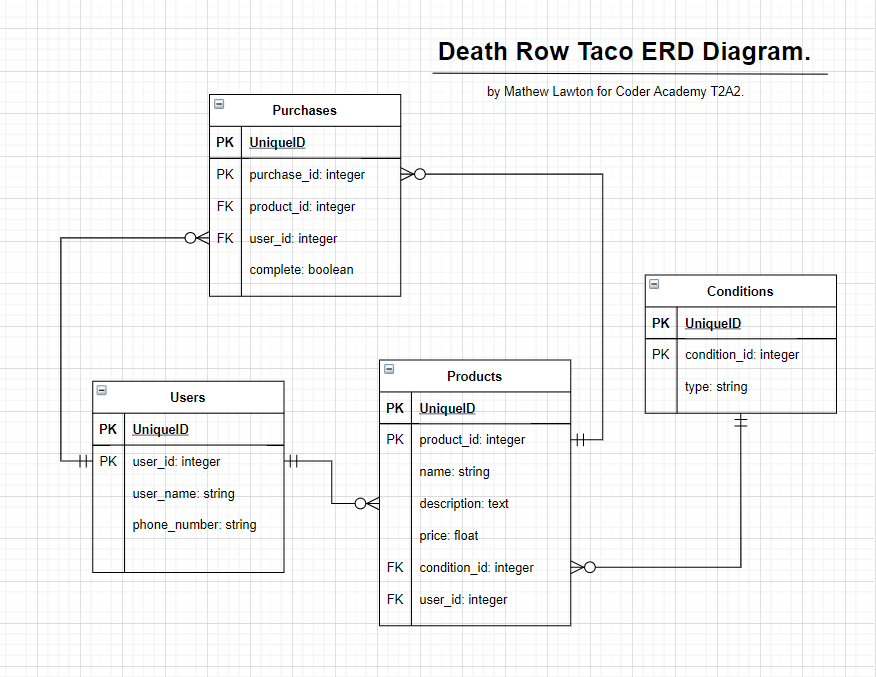 Death Row Taco ERD Diagram.
by Mathew Lawton for Coder Academy T2A2.
Purchases
PK UniqueID
PK purchase_id: integer
FK product_id: integer
FK user_id: integer
complete: boolean
Conditions
PK UniqueID
PK condition_id: integer
type: string
Products
PK UniqueID
PK product_id: integer
name: string
description: text
price: float
FK condition_id: integer
FK user_id: integer
Users
PK UniqueID
PK user_id: integer
user_name: string
phone_number: string